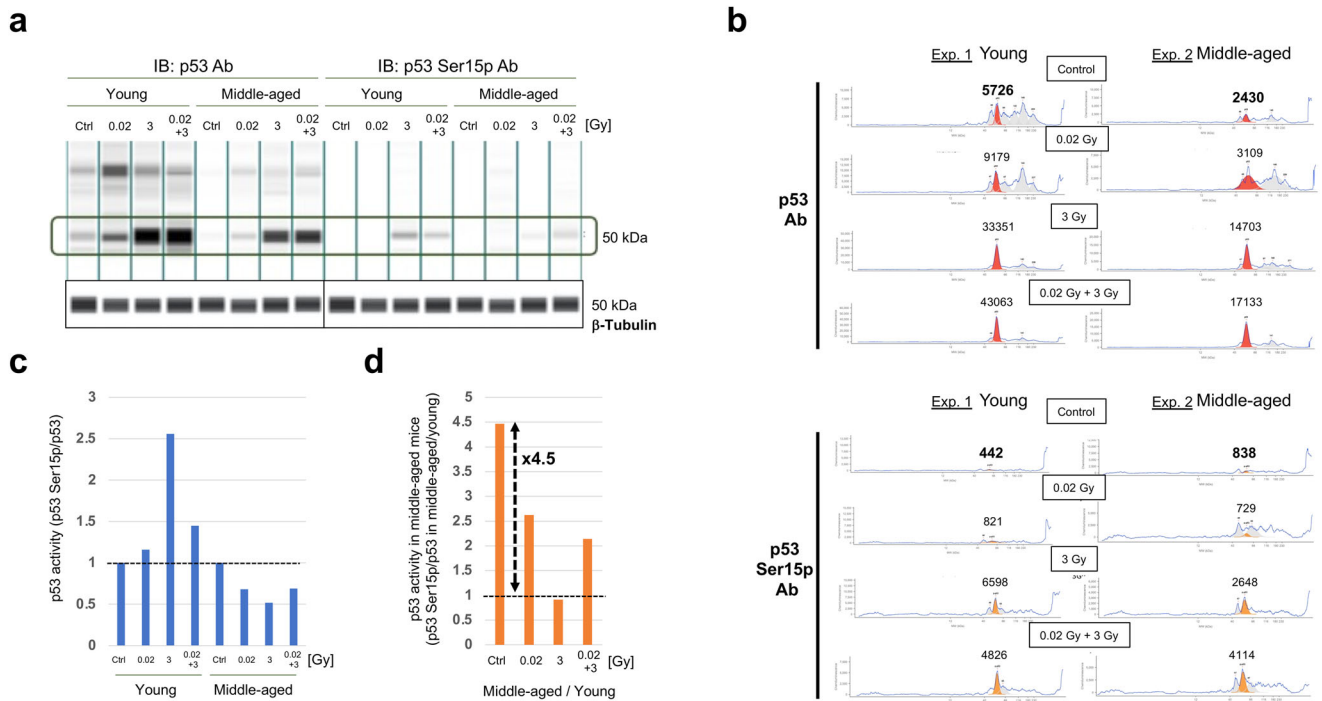 a
IB: p53 Ab
IB: p53 Ser15p Ab
Young
Middle-aged
Young
Middle-aged
Ctrl 0.02 3 0.02 +3 Ctrl 0.02 3 0.02 +3 Ctrl 0.02 3 0.02 +3 Ctrl 0.02 3 0.02 +3 [Gy]
50 kDa
50 kDa
β-Tubulin
b
Exp. 1 Young
Exp. 2 Middle-aged
Control
5726
2430
0.02 Gy
9179
3109
p53
Ab
3 Gy
33351
14703
0.02 Gy + 3 Gy
43063
17133
Exp. 1 Young
Exp. 2 Middle-aged
Control
442
838
0.02 Gy
821
729
p53
Ser15p
Ab
3 Gy
6598
2648
0.02 Gy + 3 Gy
4826
4114
c
p53 activity (p53 Ser15p/p53)
3
2.5
2
1.5
1
0.5
0
Ctrl 0.02 3 0.02 +3 Ctrl 0.02 3 0.02 +3 [Gy]
Young
Middle-aged
d
p53 activity in middle-aged mice
(p53 Ser15p/p53 in middle-aged/young)
5
4.5
4
3.5
3
2.5
2
1.5
1
0.5
0
x4.5
Ctrl 0.02 3 0.02 +3 [Gy]
Middle-aged / Young